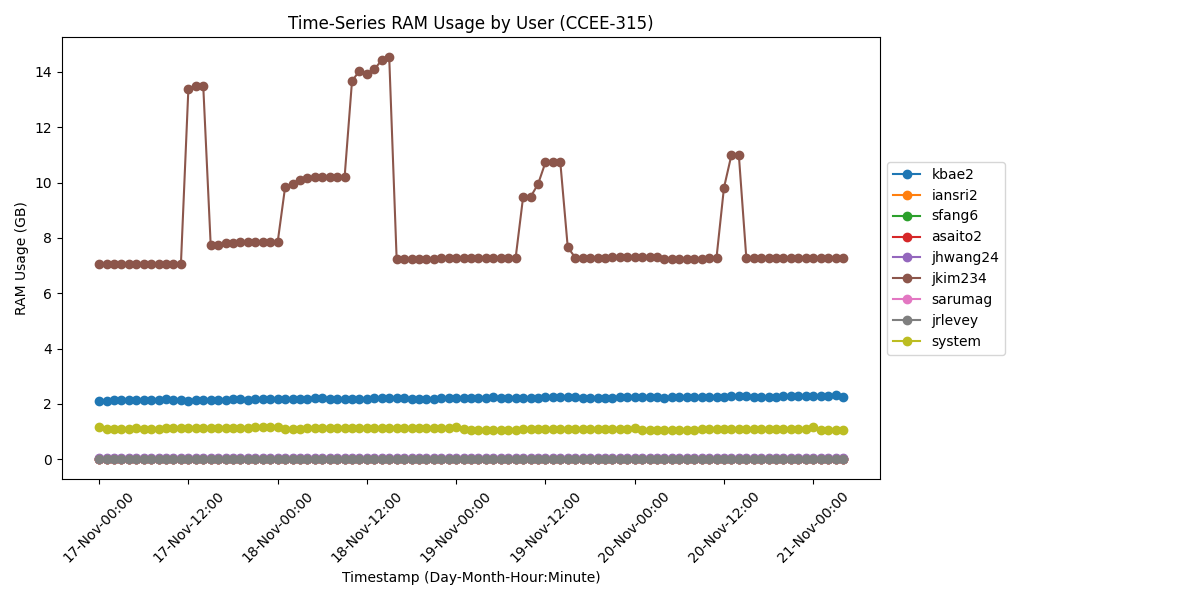 Time-Series RAM Usage by User (CCEE-315)
RAM Usage (GB)
14
12
10
8
6
4
2
0
17-Nov-00:00
17-Nov-12:00
18-Nov-00:00
18-Nov-12:00
19-Nov-00:00
19-Nov-12:00
20-Nov-00:00
20-Nov-12:00
21-Nov-00:00
Timestamp (Day-Month-Hour:Minute)
kbae2
iansri2
sfang6
asaito2
jhwang24
jkim234
sarumag
jrlevey
system